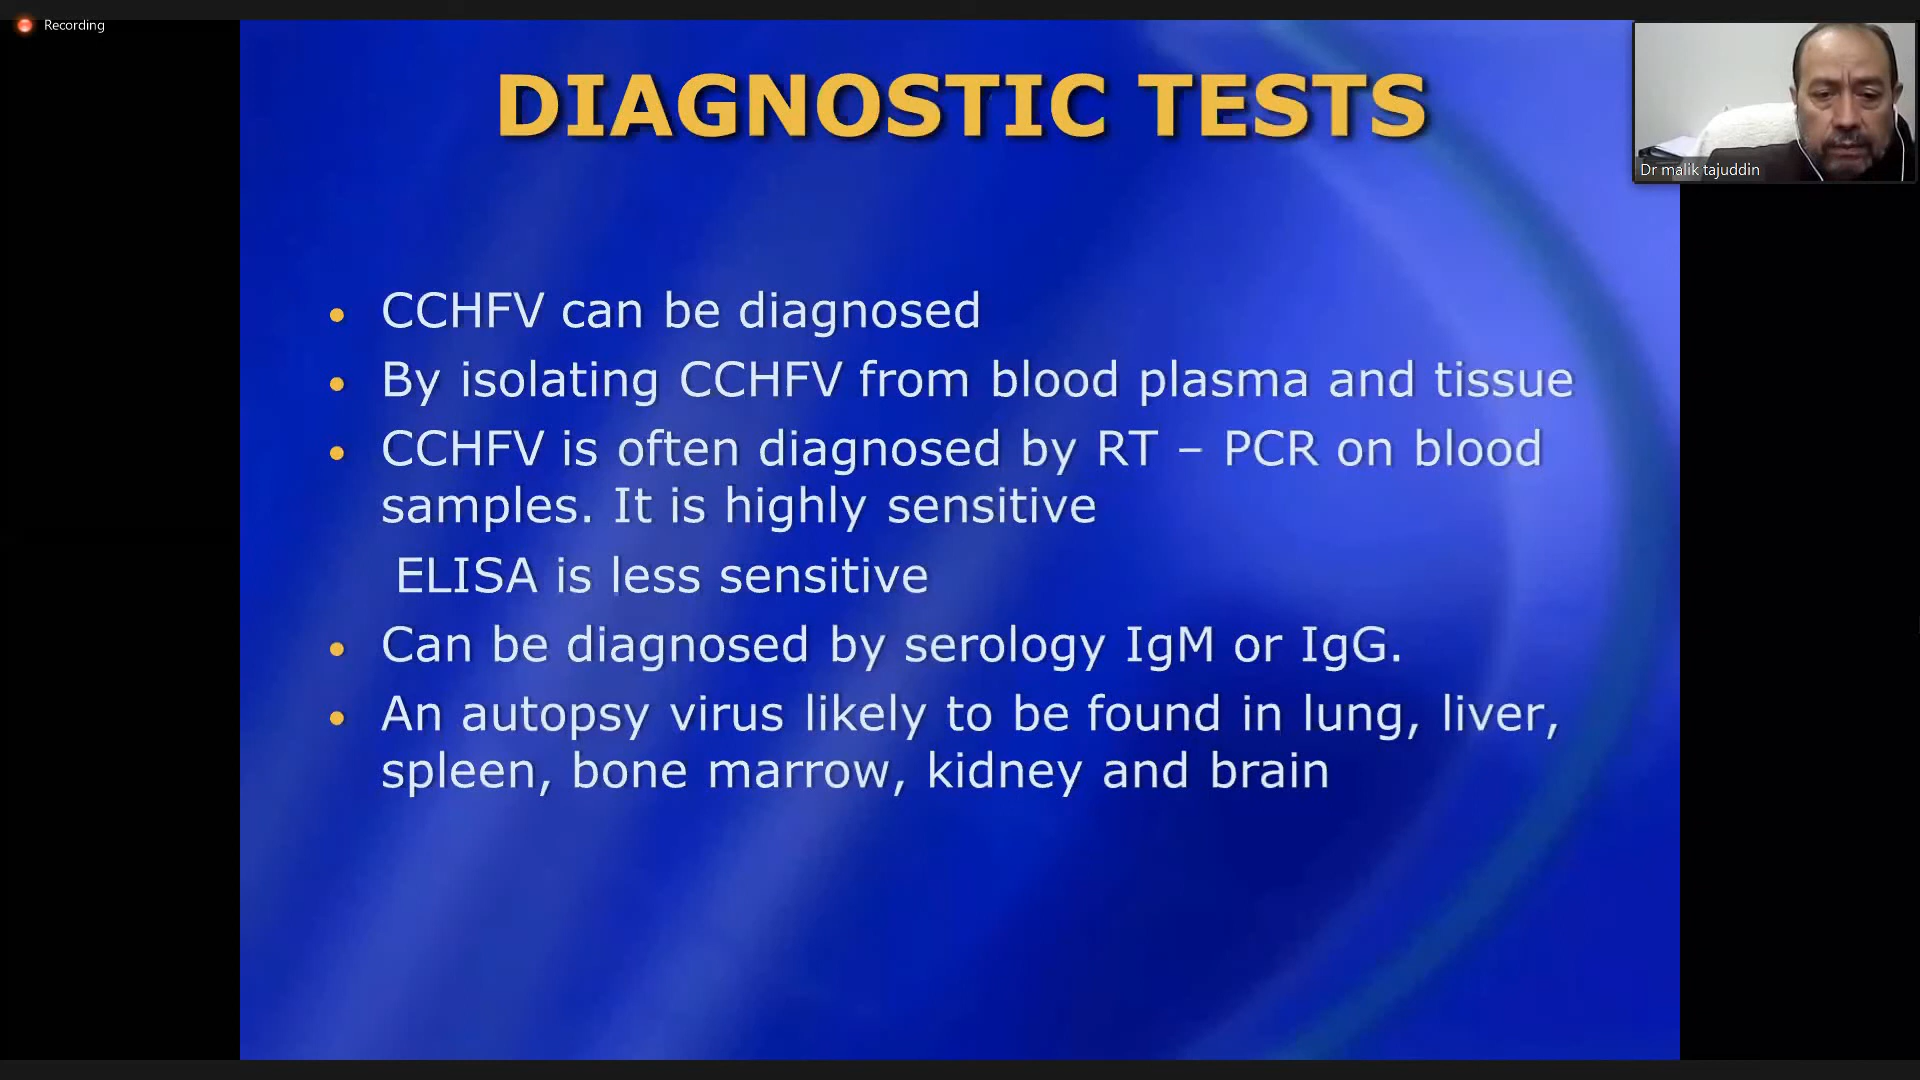 Recording
DIAGNOSTIC TESTS
Dr malik tajuddin
• CCHFV can be diagnosed
• By isolating CCHFV from blood plasma and tissue
• CCHFV is often diagnosed by RT – PCR on blood
samples. It is highly sensitive
ELISA is less sensitive
• Can be diagnosed by serology IgM or IgG.
• An autopsy virus likely to be found in lung, liver,
spleen, bone marrow, kidney and brain